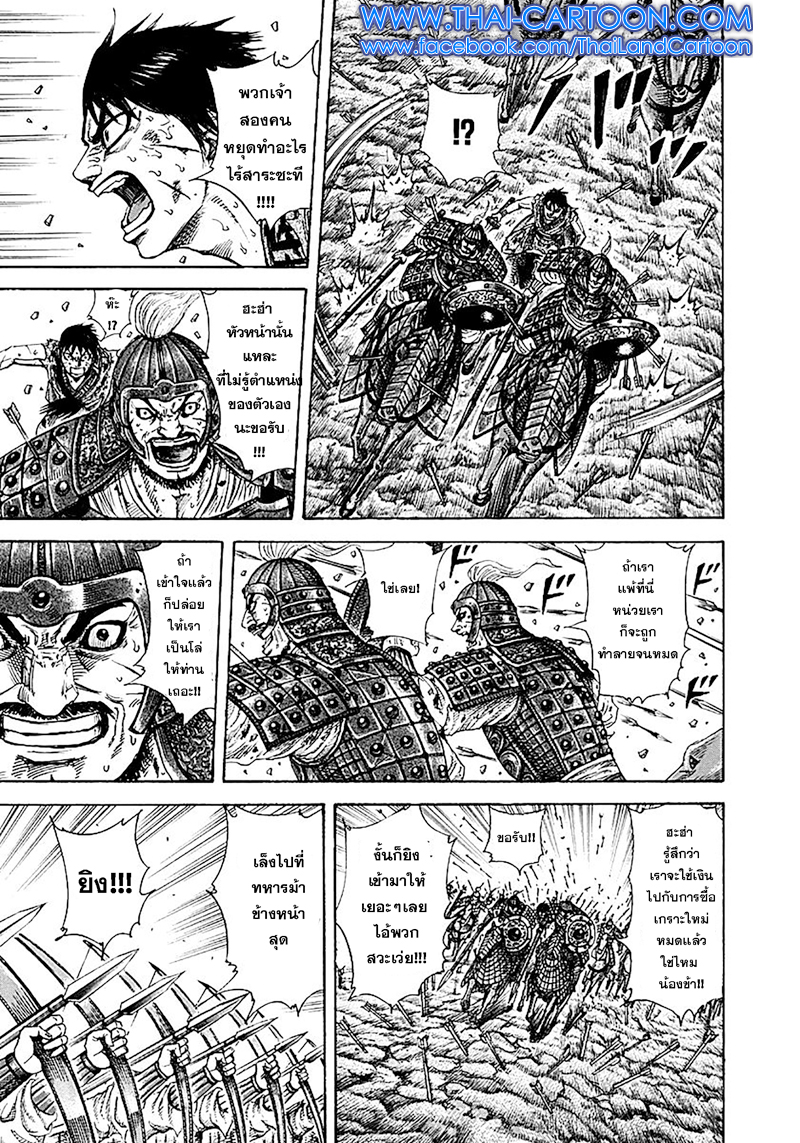 WWW.THAI-CARTOON.COM
www.facebook.com/ThaiLandCartoon
!?
พวกเจ้า
สองคน
หยุดทำอะไร
ไร้สาระซะที
!!!!
ฮะฮ่า
หัวหน้านั้น
แหละ
ที่ไม่รู้ตำแหน่ง
ของตัวเอง
นะขอรับ
!!!
ห๊ะ
!?
ถ้าเรา
แพ้ที่นี่
หน่วยเรา
ก็จะถูก
ทำลายจนหมด
ใช่เลย!
ถ้า
เข้าใจแล้ว
ก็ปล่อย
ให้เรา
เป็นโล่
ให้ท่าน
เถอะ!!
ฮะฮ่า
รู้สึกว่า
เราจะใช้เงิน
ไปกับการซื้อ
เกราะใหม่
หมดแล้ว
ใช่ไหม
น้องข้า!!
ขอรับ!!
งั้นก็ยิง
เข้ามาให้
เยอะๆเลย
ไอ้พวก
สวะเว่ย!!!
เล็งไปที่
ทหารม้า
ข้างหน้า
สุด
ยิง!!!